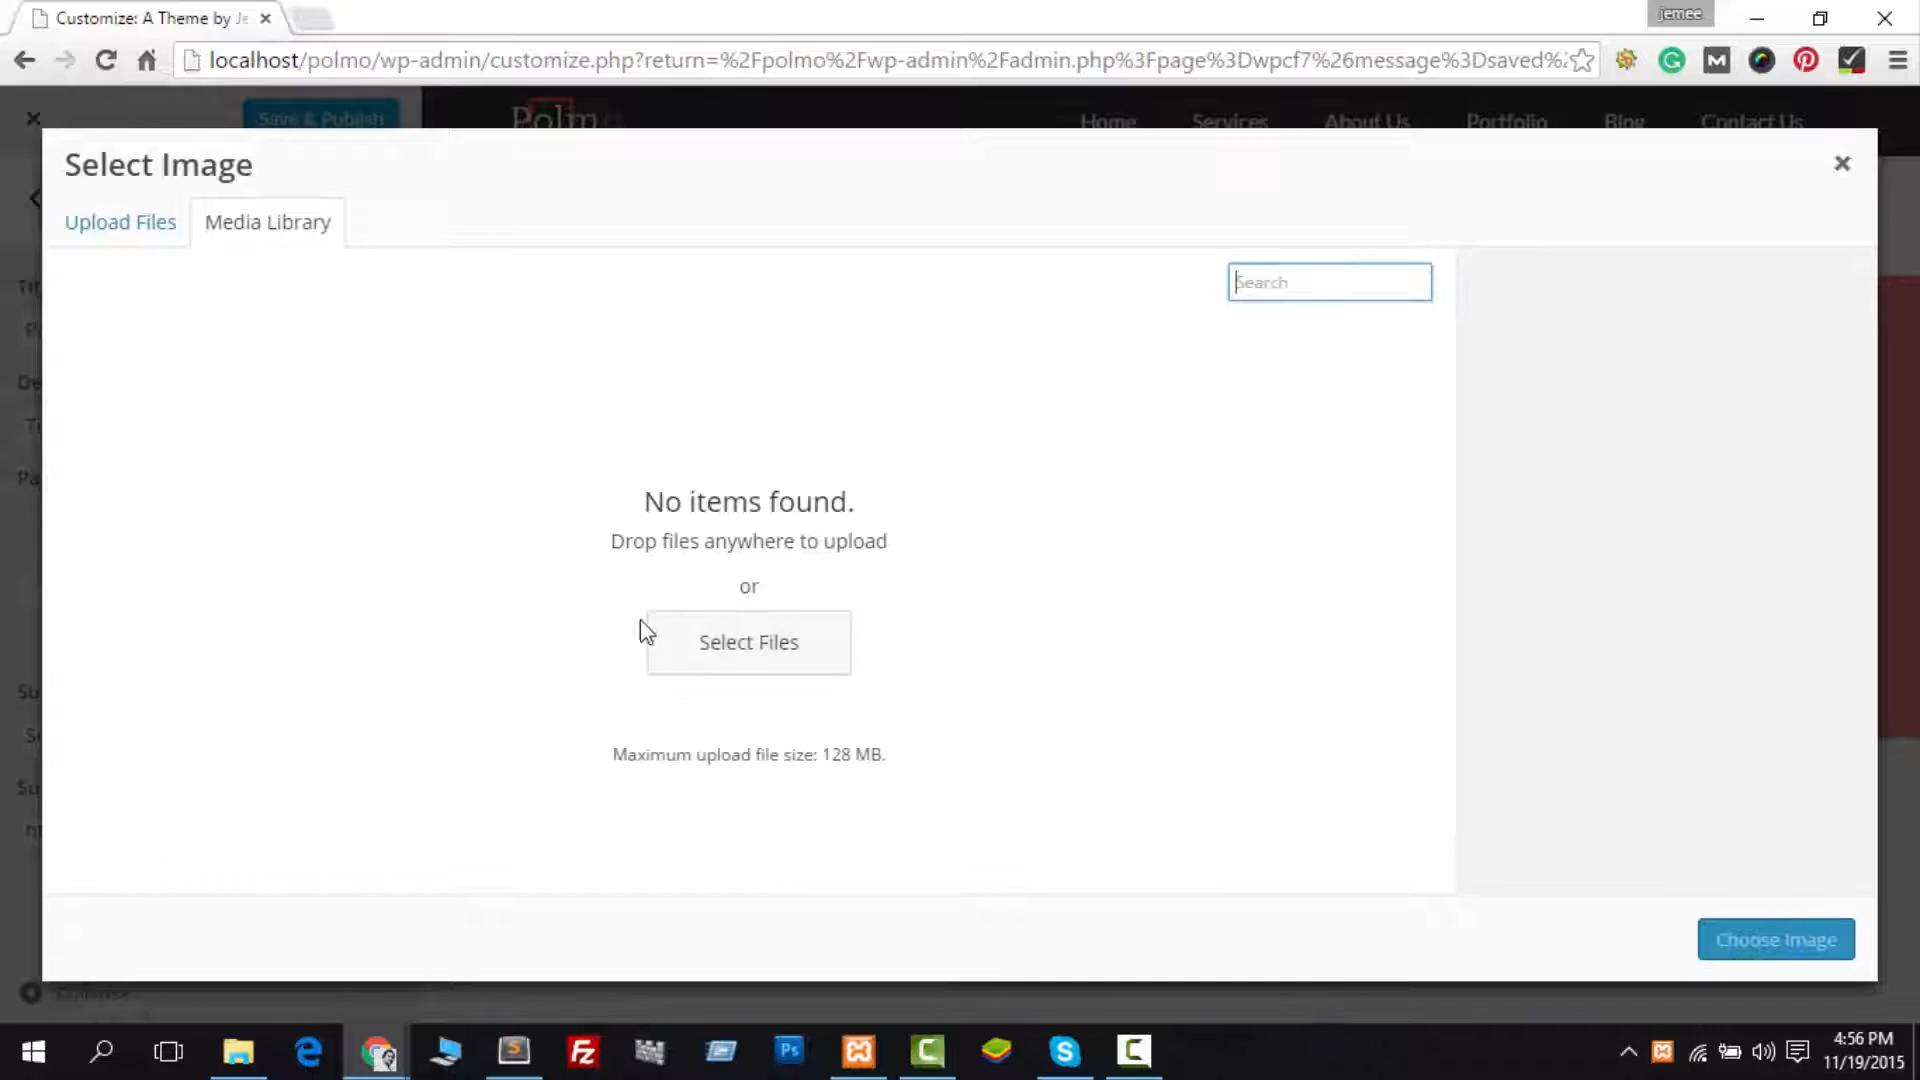 Customize: A Theme by Je
jemee
localhost/polmo/wp-admin/customize.php?return=%2Fpolmo%2Fwp-admin%2Fadmin.php%3Fpage%3Dwpcf7%26message%3Dsaved%2
Save & Publish
Polmo
Home
Services
About Us
Portfolio
Blog
Contact Us
Select Image
Upload Files
Media Library
Search
No items found.
Drop files anywhere to upload
or
Select Files
Maximum upload file size: 128 MB.
Choose Image
Collapse
4:56 PM
11/19/2015